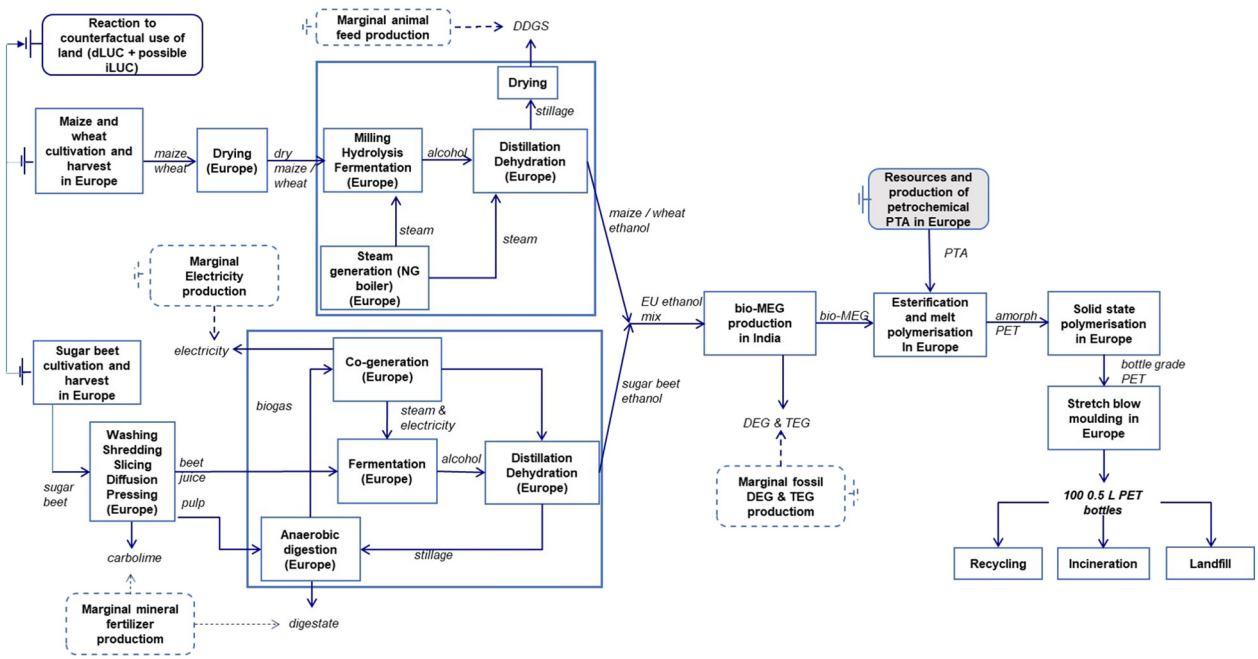 Reaction to
counterfactual use of
land (dLUC + possible
iLUC)
Marginal animal
feed production
DDGS
Drying
stillage
Maize and
wheat
cultivation and
harvest
in Europe
maize
wheat
Drying
(Europe)
dry
maize /
wheat
Milling
Hydrolysis
Fermentation
(Europe)
alcohol
Distillation
Dehydration
(Europe)
steam
steam
Steam
generation (NG
boiler)
(Europe)
maize / wheat
ethanol
Resources and
production of
petrochemical
PTA in Europe
PTA
Marginal
Electricity
production
electricity
EU ethanol
mix
bio-MEG
production
in India
bio-MEG
Esterification
and melt
polymerisation
In Europe
amorph
PET
Solid state
polymerisation
in Europe
bottle grade
PET
Stretch blow
moulding in
Europe
Sugar beet
cultivation and
harvest
in Europe
sugar
beet
Washing
Shredding
Slicing
Diffusion
Pressing
(Europe)
beet
juice
pulp
carbolime
Co-generation
(Europe)
biogas
steam &
electricity
Fermentation
(Europe)
alcohol
Distillation
Dehydration
(Europe)
sugar beet
ethanol
Anaerobic
digestion
(Europe)
stillage
digestate
Marginal mineral
fertilizer
productiom
DEG & TEG
Marginal fossil
DEG & TEG
productiom
100 0.5 L PET
bottles
Recycling
Incineration
Landfill